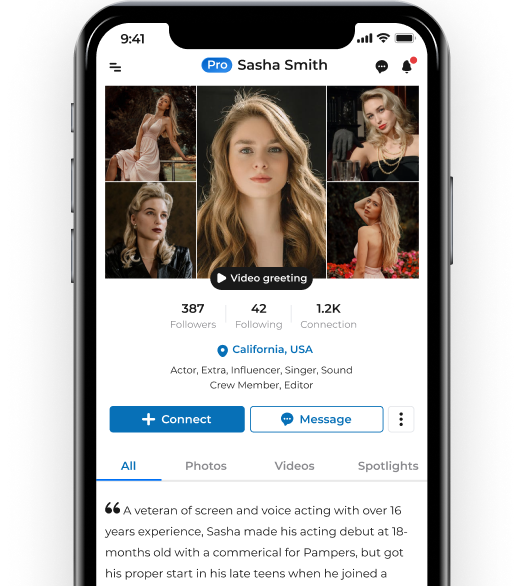 9:41
Pro Sasha Smith
Video greeting
387 42 1.2K
Followers Following Connection
California, USA
Actor, Extra, Influencer, Singer, Sound
Crew Member, Editor
Connect Message
All Photos Videos Spotlights
“ A veteran of screen and voice acting with over 16
years experience, Sasha made his acting debut at 18-
months old with a commerical for Pampers, but got
his proper start in his late teens when he joined a